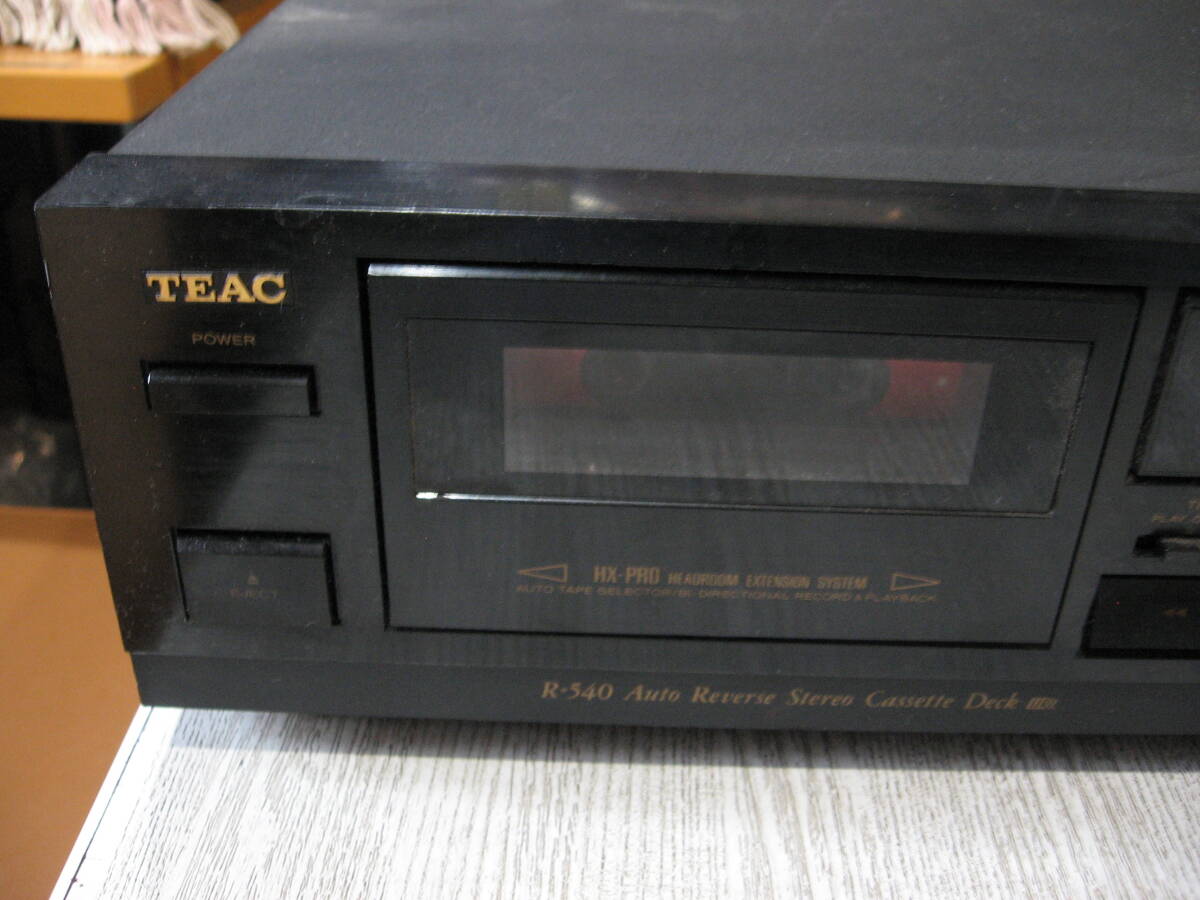 TEAC
POWER
EJECT
HX-PRO HEADROOM EXTENSION SYSTEM
AUTO TAPE SELECTOR/BI-DIRECTIONAL RECORD & PLAYBACK
R-540 Auto Reverse Stereo Cassette Deck